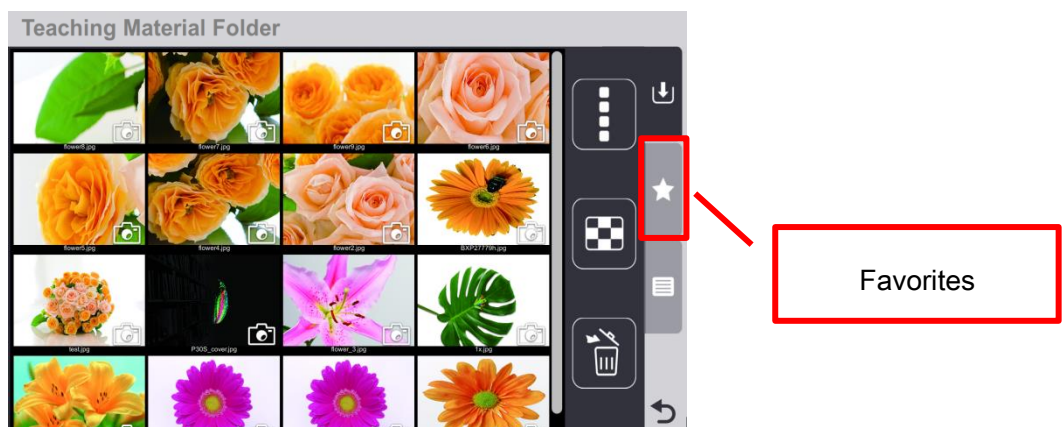 Teaching Material Folder
flower8.jpg
flower7.jpg
flower9.jpg
flower6.jpg
flower5.jpg
flower4.jpg
flower2.jpg
BXP27779h.jpg
test.jpg
P30S_cover.jpg
flower_3.jpg
1x.jpg
Favorites